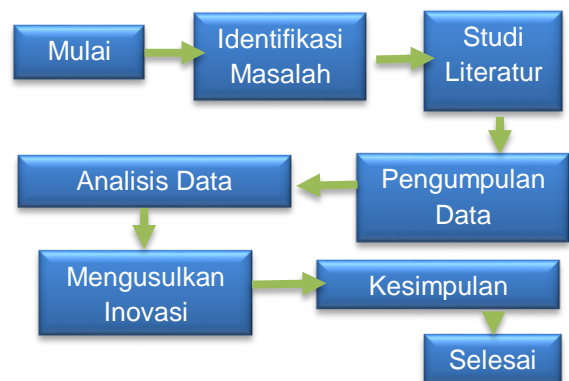 Mulai
Identifikasi
Masalah
Studi
Literatur
Pengumpulan
Data
Analisis Data
Mengusulkan
Inovasi
Kesimpulan
Selesai